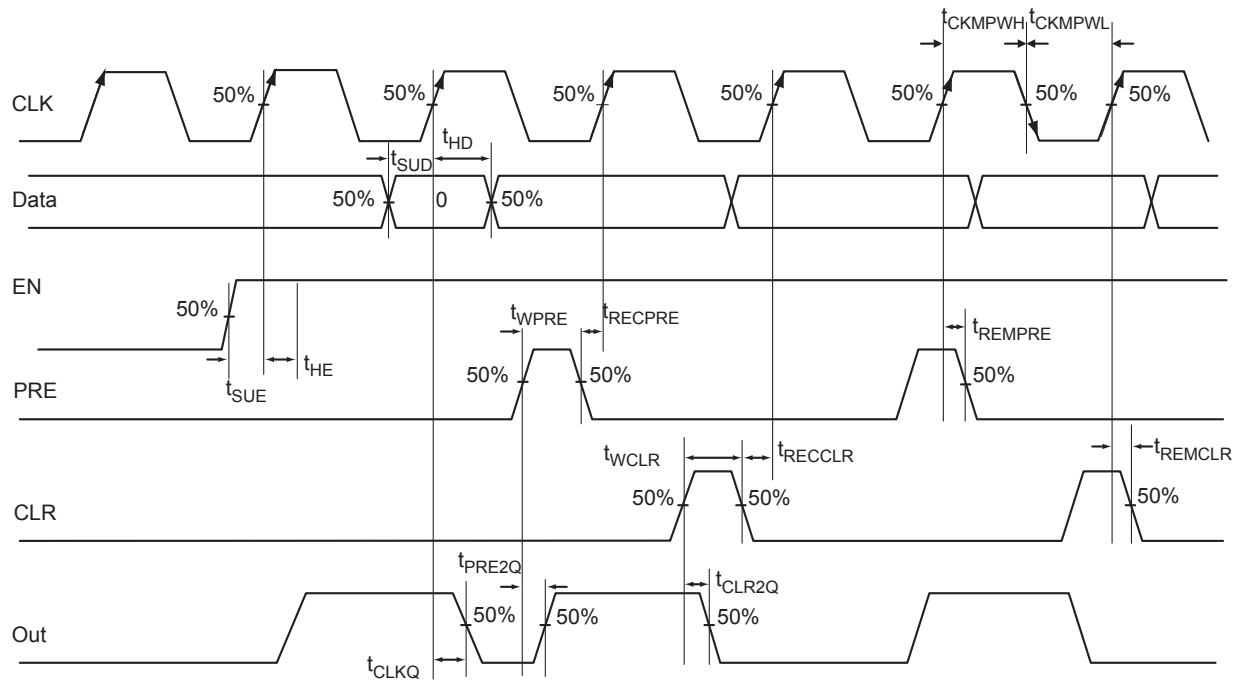 tCKMPWH tCKMPWL
CLK 50% 50% 50% 50% 50% 50% 50%
tSUD tHD
Data 50% 0 50%
EN
50%
tWPRE tRECPRE tREMPRE
tSUE tHE
PRE 50% 50% 50%
tWCLR tRECCLR tREMCLR
CLR 50% 50% 50%
tPRE2Q tCLR2Q
Out 50% 50% 50%
tCLKQ